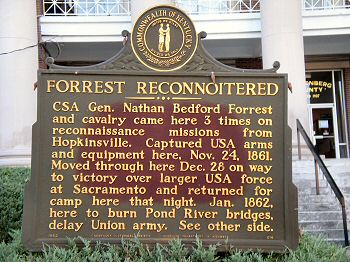 COMMONWEALTH OF KENTUCKY
FORREST RECONNOITERED
CSA Gen. Nathan Bedford Forrest
and cavalry came here 3 times on
reconnaissance missions from
Hopkinsville. Captured USA arms
and equipment here, Nov. 24, 1861.
Moved through here Dec. 28 on way
to victory over larger USA force
at Sacramento and returned for
camp here that night. Jan. 1862,
here to burn Pond River bridges,
delay Union army. See other side.